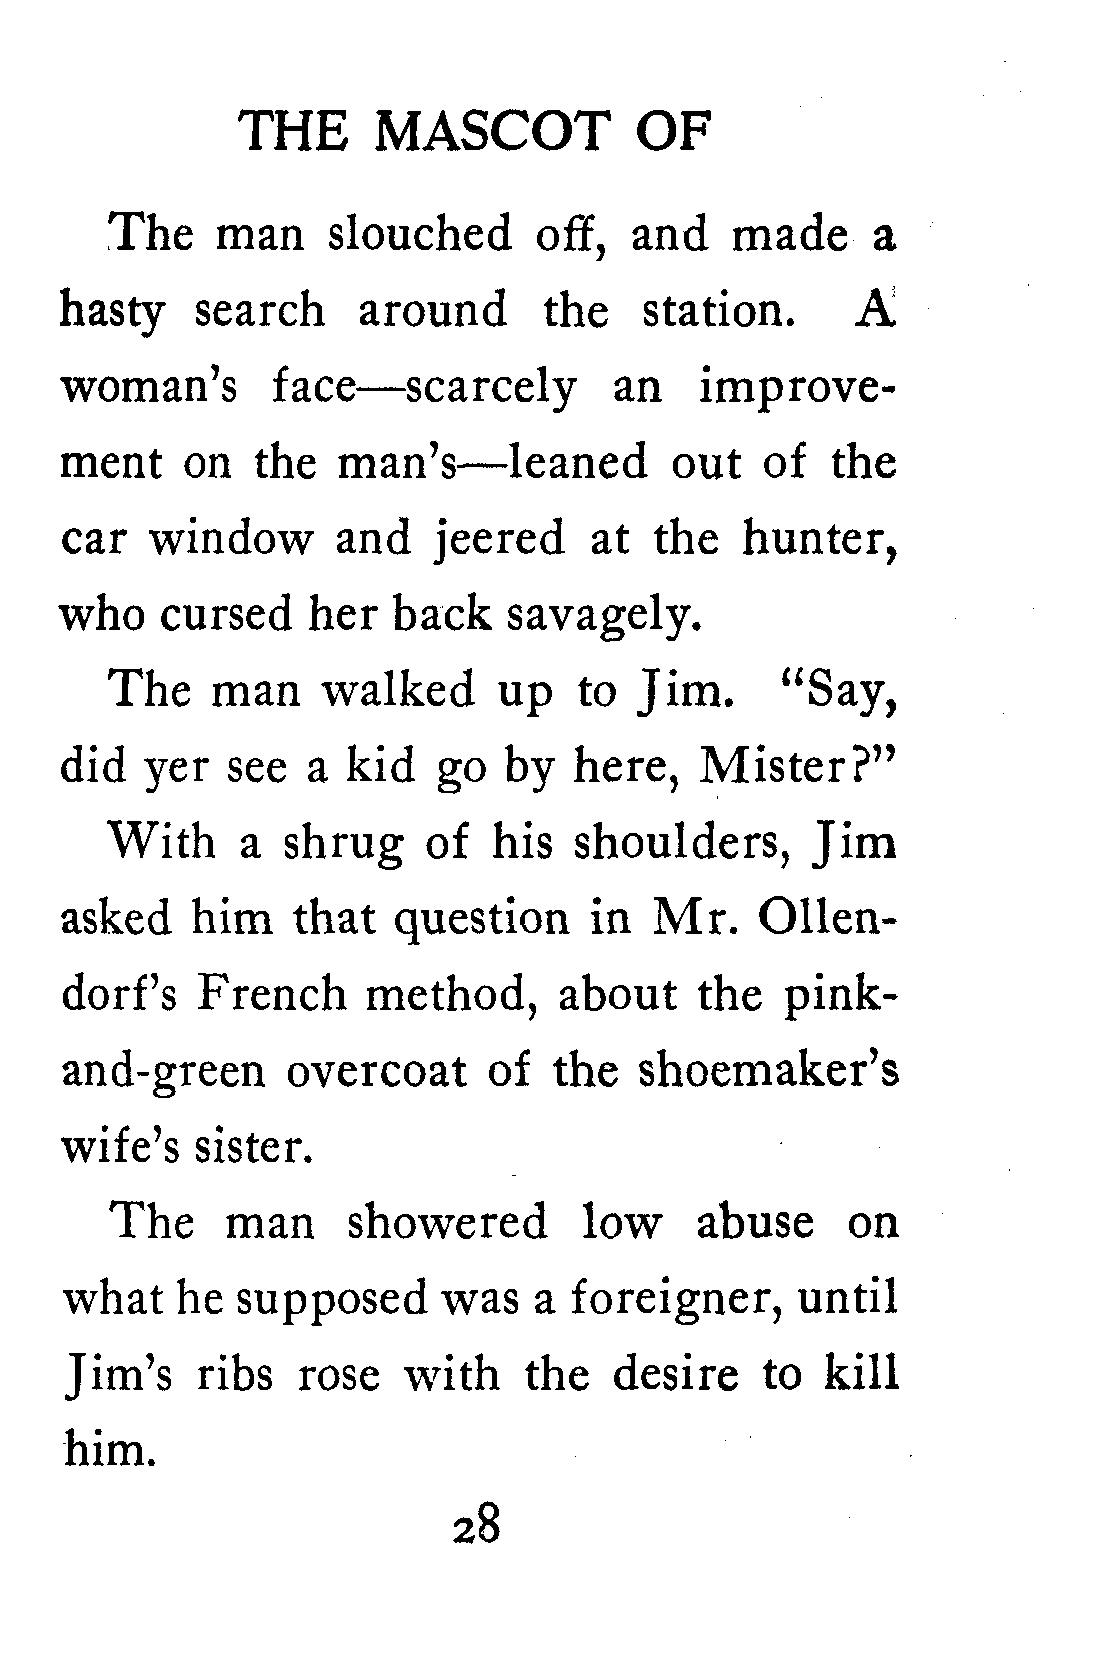 THE MASCOT OF
The man slouched off, and made a
hasty search around the station. A
woman's face—scarcely an improve-
ment on the man's—leaned out of the
car window and jeered at the hunter,
who cursed her back savagely.
The man walked up to Jim. "Say,
did yer see a kid go by here, Mister?"
With a shrug of his shoulders, Jim
asked him that question in Mr. Ollen-
dorf's French method, about the pink-
and-green overcoat of the shoemaker's
wife's sister.
The man showered low abuse on
what he supposed was a foreigner, until
Jim's ribs rose with the desire to kill
him.
28